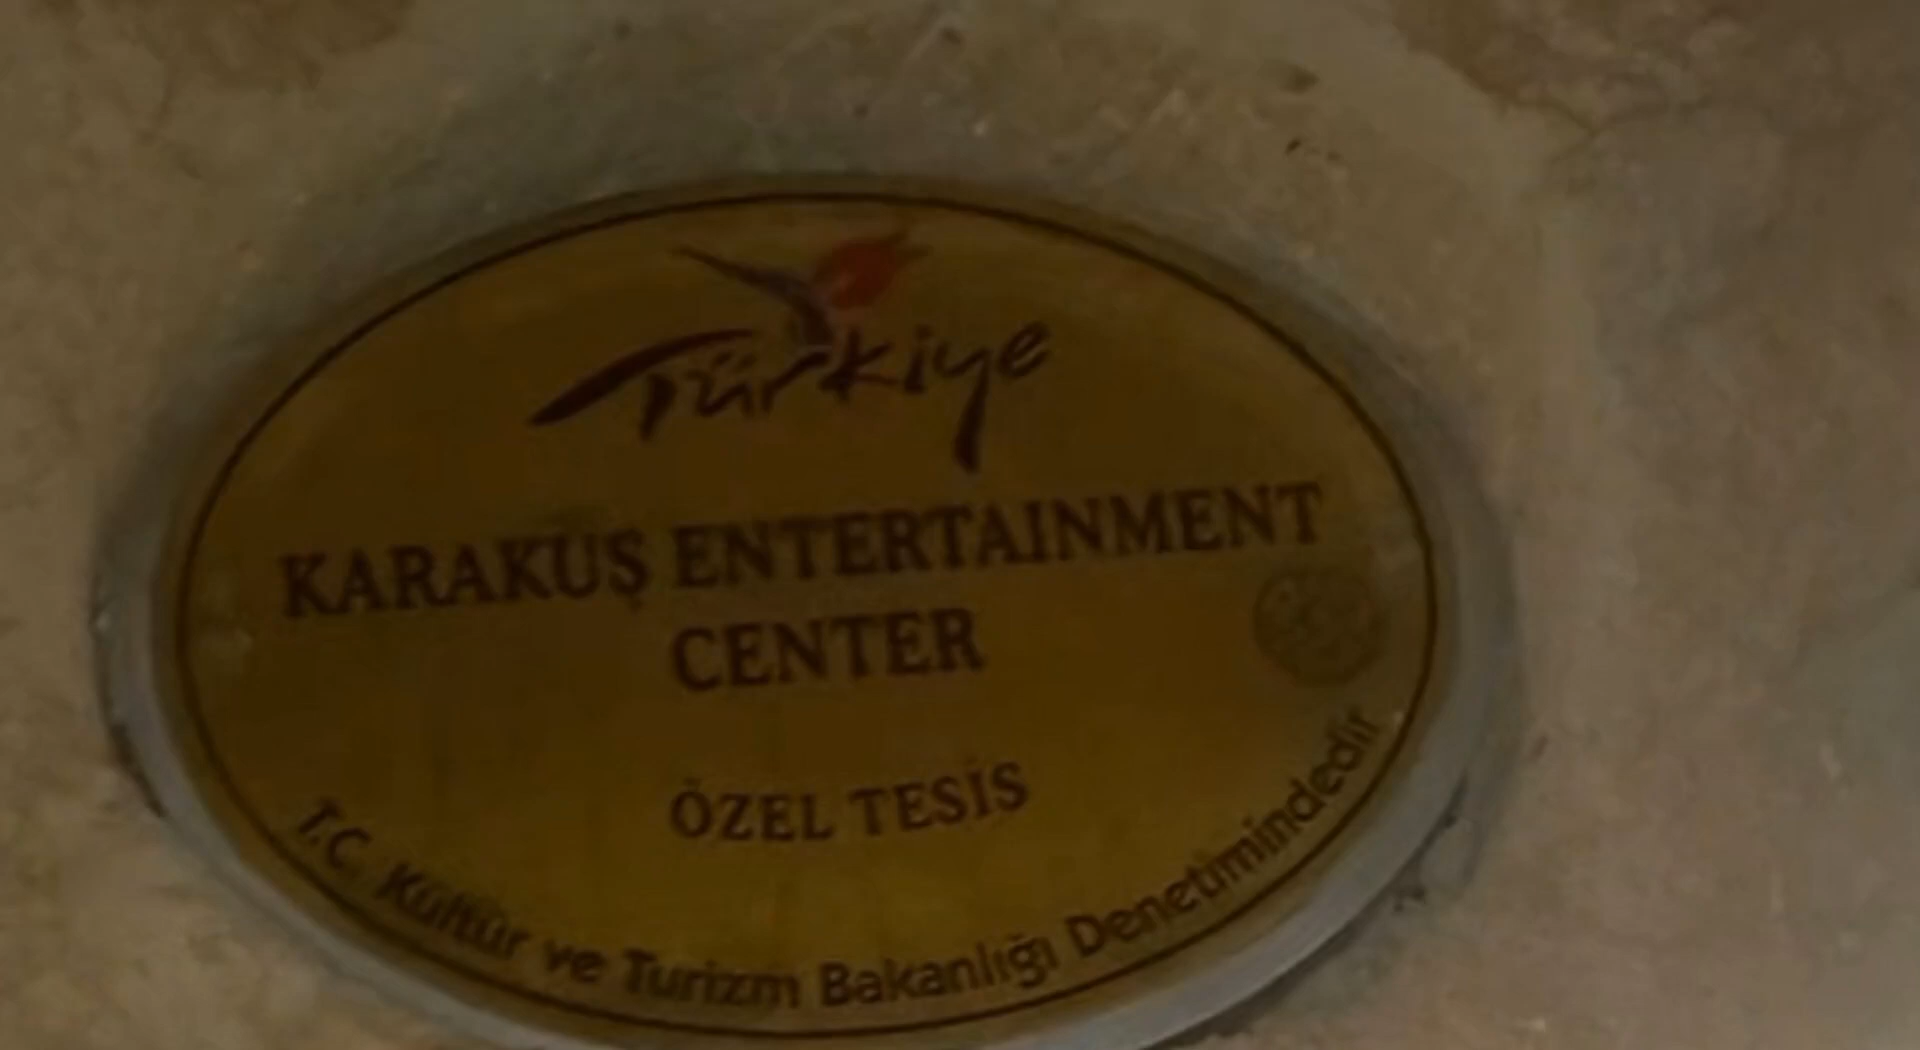 Türkiye
KARAKUŞ ENTERTAINMENT
CENTER
ÖZEL TESİS
T.C. Kültür ve Turizm Bakanlığı Denetimindedir